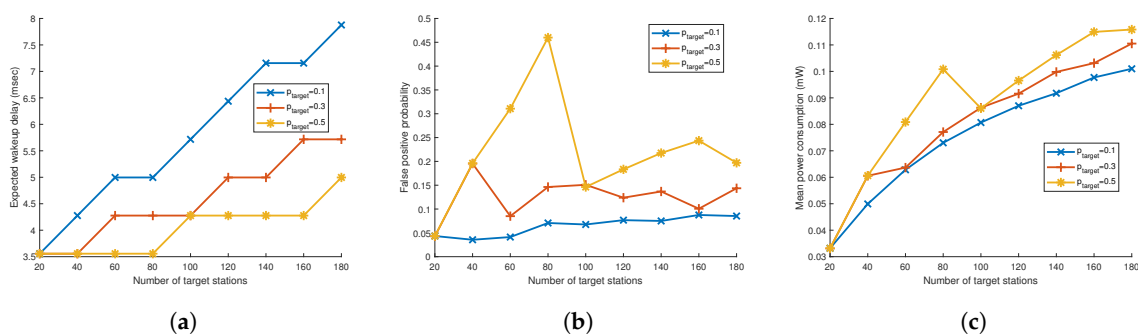 Expected wakeup delay (msec)
8
7.5
7
6.5
6
5.5
5
4.5
4
3.5
20 40 60 80 100 120 140 160 180
Number of target stations
p_target=0.1
p_target=0.3
p_target=0.5
(a)
False positive probability
0.5
0.45
0.4
0.35
0.3
0.25
0.2
0.15
0.1
0.05
0
20 40 60 80 100 120 140 160 180
Number of target stations
p_target=0.1
p_target=0.3
p_target=0.5
(b)
Mean power consumption (mW)
0.12
0.11
0.10
0.09
0.08
0.07
0.06
0.05
0.04
0.03
20 40 60 80 100 120 140 160 180
Number of target stations
p_target=0.1
p_target=0.3
p_target=0.5
(c)